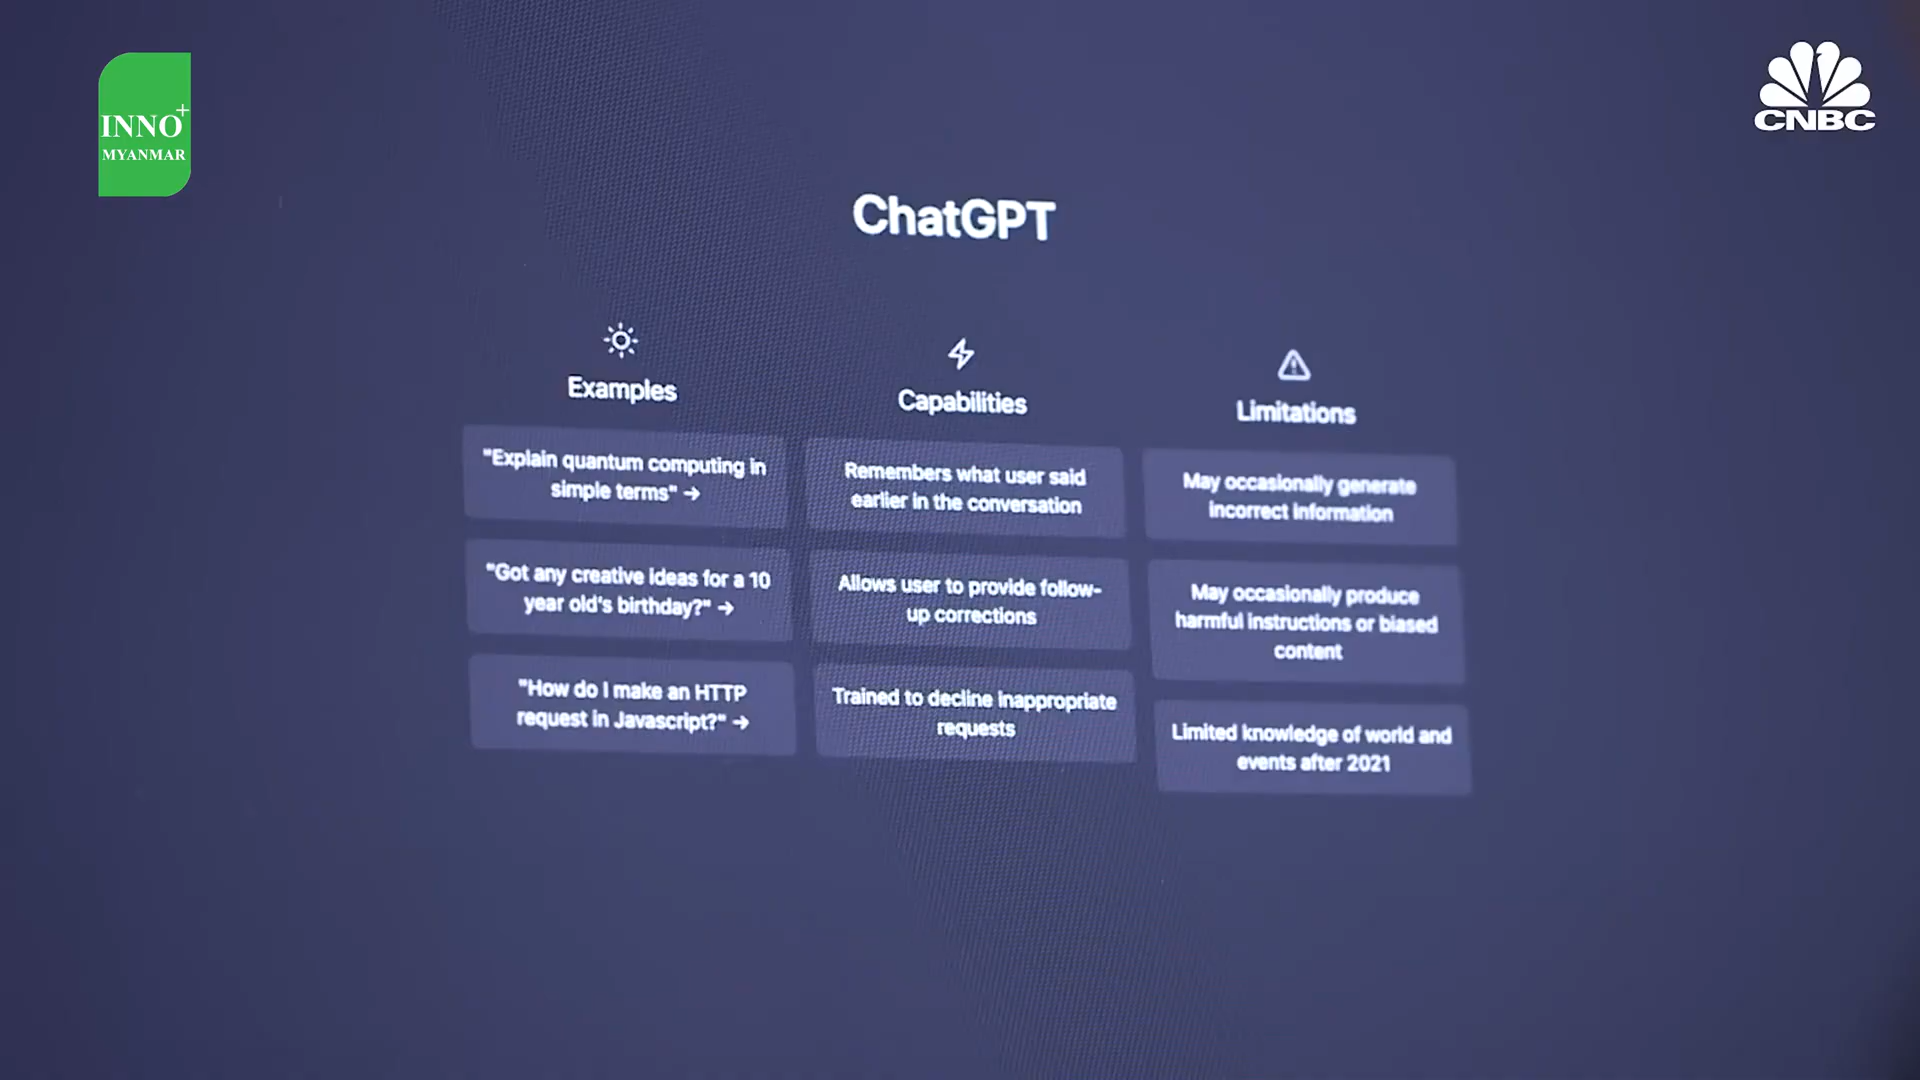 INNO+
MYANMAR
CNBC
ChatGPT
Examples
"Explain quantum computing in
simple terms" →
"Got any creative ideas for a 10
year old's birthday?" →
"How do I make an HTTP
request in Javascript?" →
Capabilities
Remembers what user said
earlier in the conversation
Allows user to provide follow-
up corrections
Trained to decline inappropriate
requests
Limitations
May occasionally generate
incorrect information
May occasionally produce
harmful instructions or biased
content
Limited knowledge of world and
events after 2021